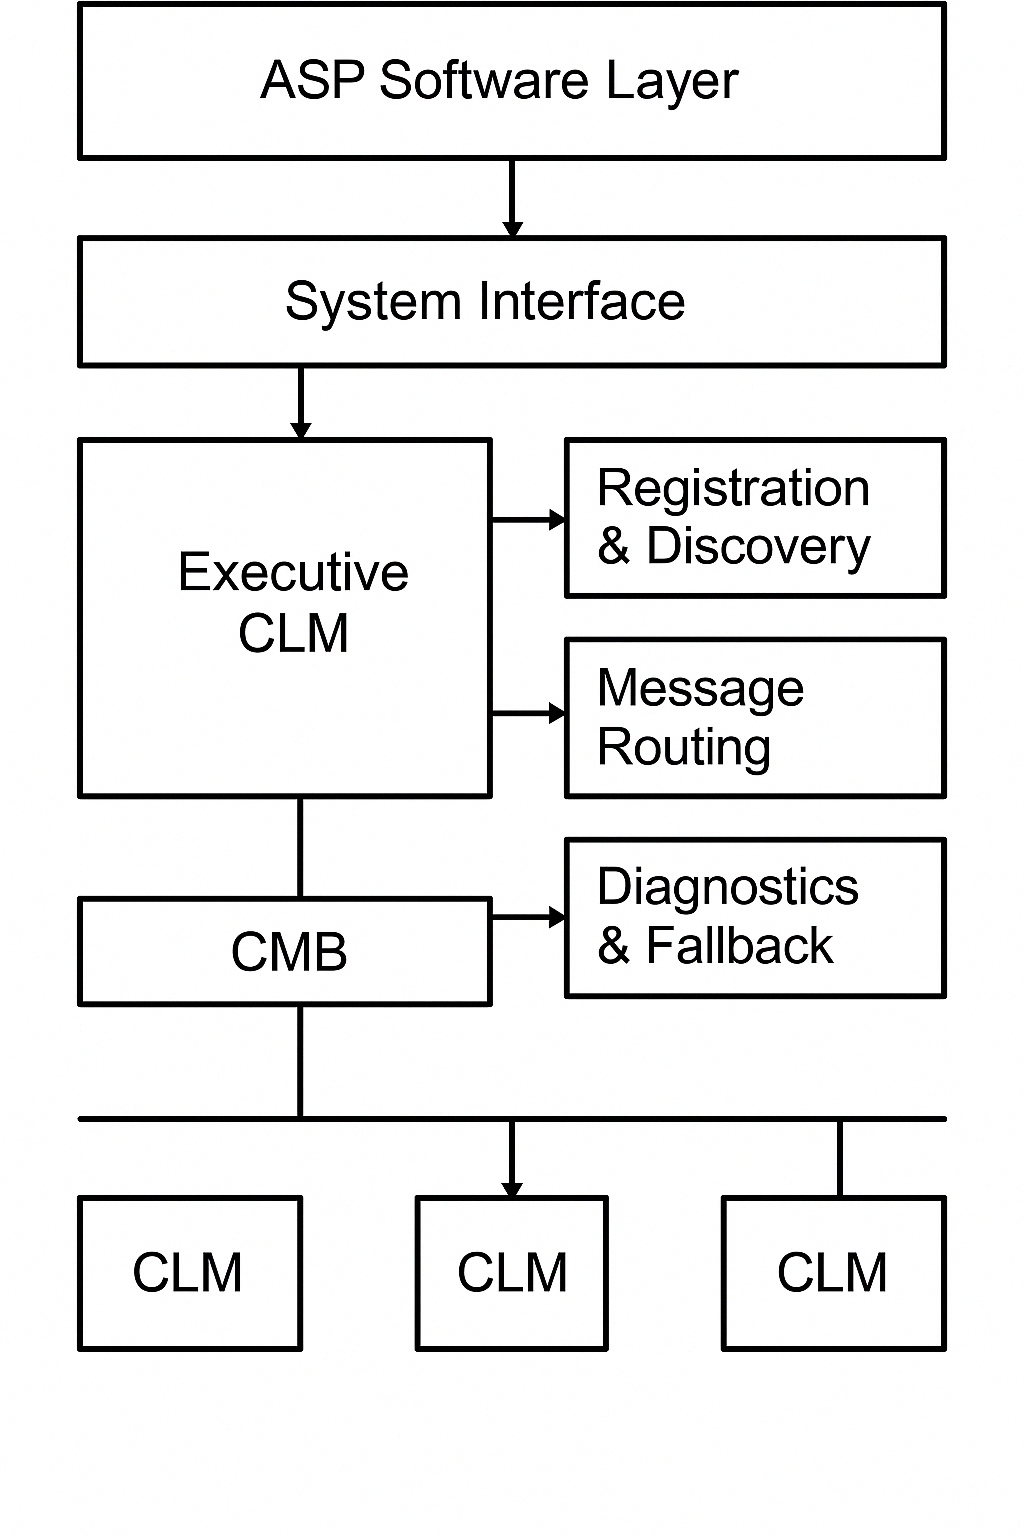 ASP Software Layer
System Interface
Executive
CLM
Registration
& Discovery
Message
Routing
CMB
Diagnostics
& Fallback
CLM
CLM
CLM